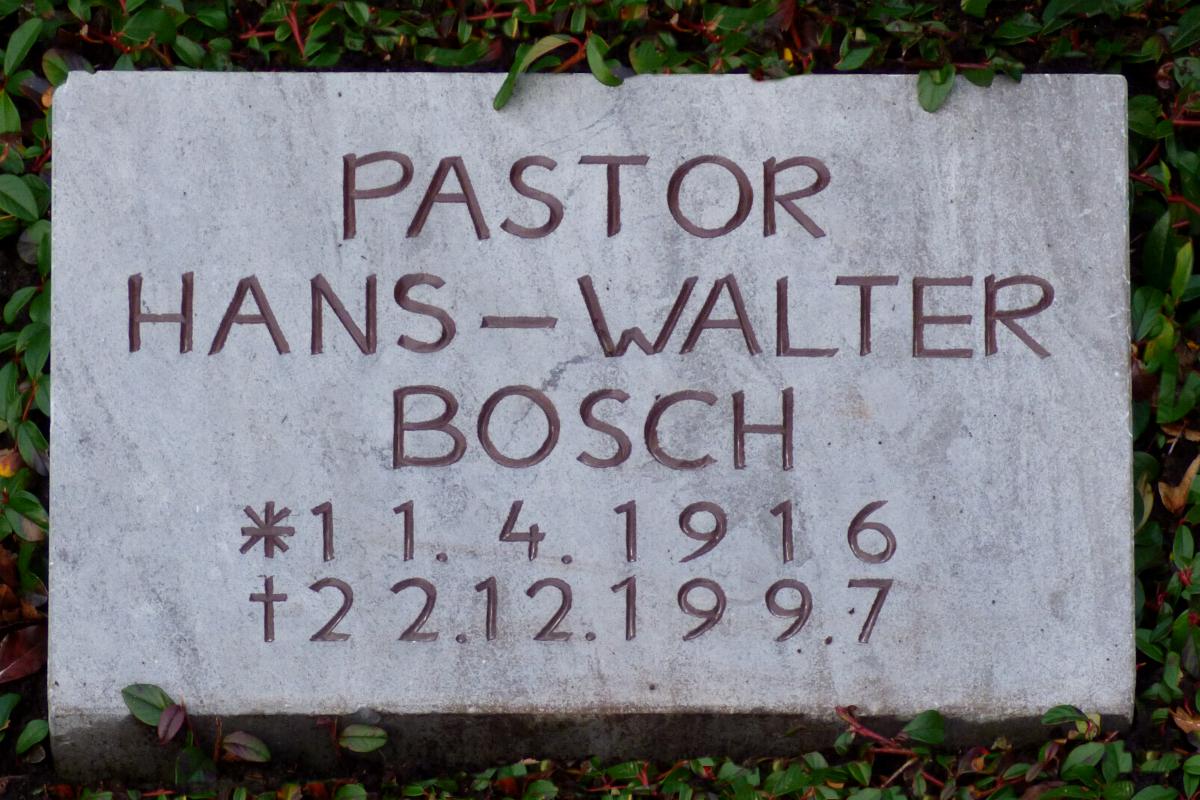 PASTOR
HANS-WALTER
BOSCH
*11.4.1916
†22.12.1997